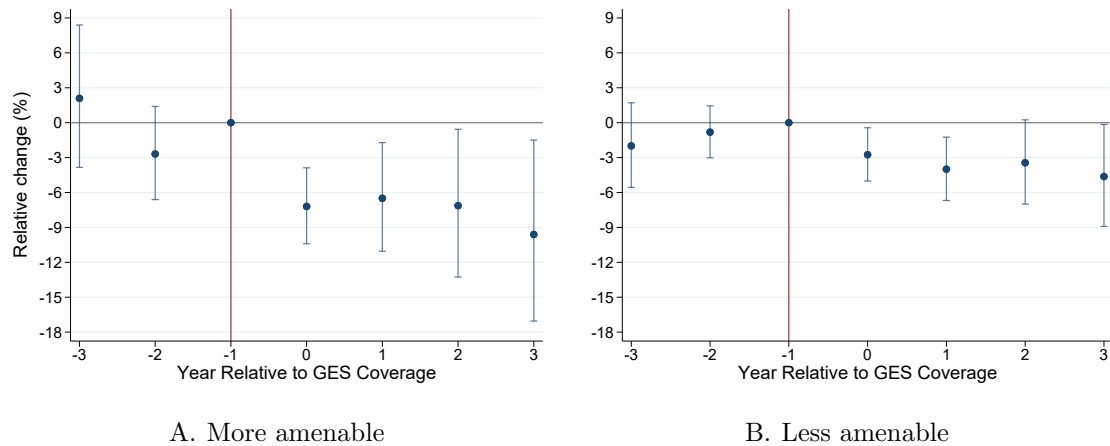 9
6
3
0
-3
-6
-9
-12
-15
-18
Relative change (%)
-3 -2 -1 0 1 2 3
Year Relative to GES Coverage
A. More amenable
9
6
3
0
-3
-6
-9
-12
-15
-18
-3 -2 -1 0 1 2 3
Year Relative to GES Coverage
B. Less amenable